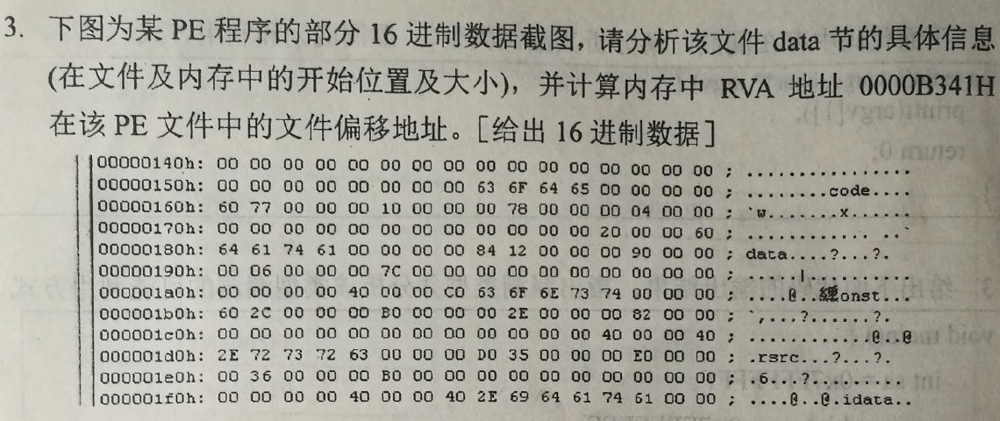 3. 下图为某 PE 程序的部分 16 进制数据截图，请分析该文件 data 节的具体信息
(在文件及内存中的开始位置及大小)，并计算内存中 RVA 地址 0000B341H
在该 PE 文件中的文件偏移地址。[给出 16 进制数据]
00000140h: 00 00 00 00 00 00 00 00 00 00 00 00 00 00 00 00 ; ................
00000150h: 00 00 00 00 00 00 00 00 63 6F 64 65 00 00 00 00 ; ........code....
00000160h: 60 77 00 00 00 10 00 00 00 78 00 00 00 04 00 00 ; `w.......x......
00000170h: 00 00 00 00 00 00 00 00 00 00 00 00 20 00 00 60 ; ............ ..`
00000180h: 64 61 74 61 00 00 00 00 84 12 00 00 00 90 00 00 ; data....?...?.
00000190h: 00 06 00 00 00 7C 00 00 00 00 00 00 00 00 00 00 ; .....|..........
000001a0h: 00 00 00 00 40 00 00 C0 63 6F 6E 73 74 00 00 00 ; ....@..纞onst...
000001b0h: 60 2C 00 00 00 B0 00 00 00 2E 00 00 00 82 00 00 ; `,...?.......?.
000001c0h: 00 00 00 00 00 00 00 00 00 00 00 00 40 00 00 40 ; ............@..@
000001d0h: 2E 72 73 72 63 00 00 00 D0 35 00 00 00 E0 00 00 ; .rsrc...?...?.
000001e0h: 00 36 00 00 00 B0 00 00 00 00 00 00 00 00 00 00 ; .6...?..........
000001f0h: 00 00 00 00 40 00 00 40 2E 69 64 61 74 61 00 00 ; ....@..@.idata..